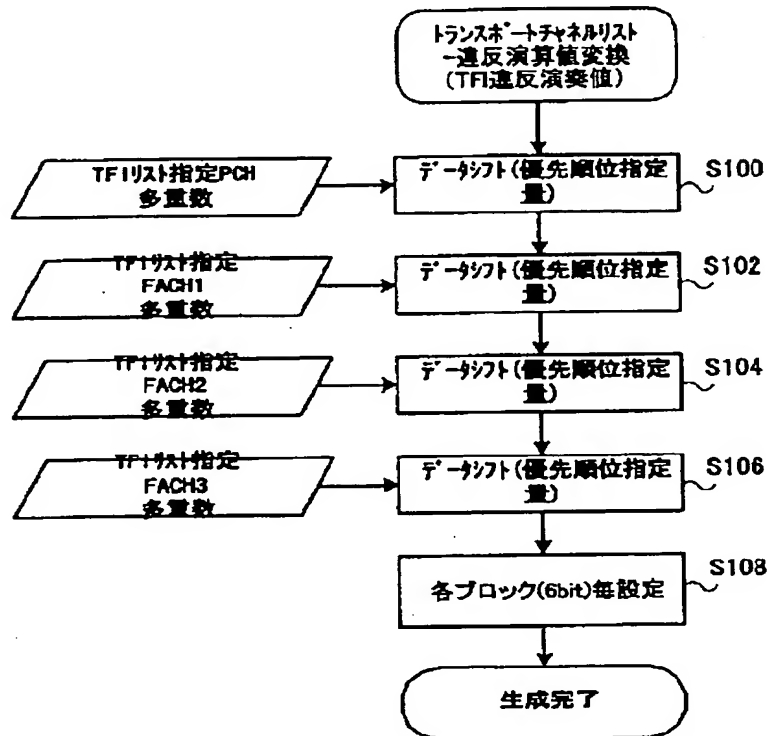 トランスポートチャネルリスト
-違反演算値変換
(TFI違反演算値)
TFIリスト指定PCH
多重数
データシフト(優先順位指定
量)
S100
TFIリスト指定
FACH1
多重数
データシフト(優先順位指定
量)
S102
TFIリスト指定
FACH2
多重数
データシフト(優先順位指定
量)
S104
TFIリスト指定
FACH3
多重数
データシフト(優先順位指定
量)
S106
各ブロック(6bit)毎設定
S108
生成完了